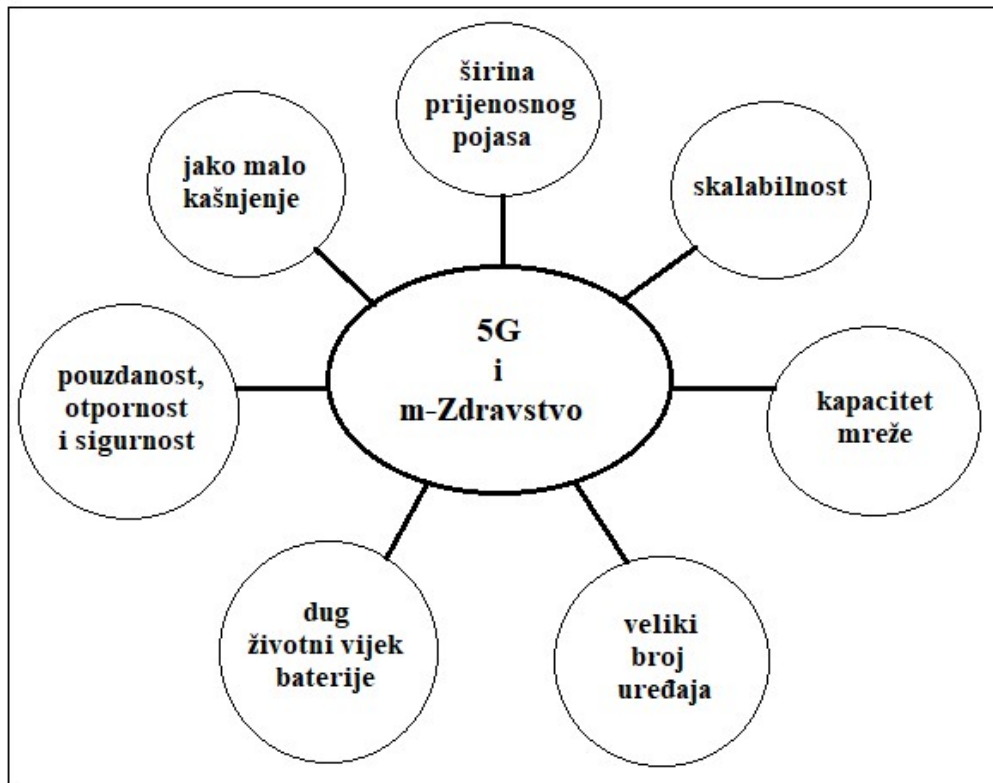 širina
prijenosnog
pojasa
jako malo
kašnjenje
skalabilnost
5G
i
m-Zdravstvo
pouzdanost,
otpornost
i sigurnost
kapacitet
mreže
dug
životni vijek
baterije
veliki
broj
uređaja